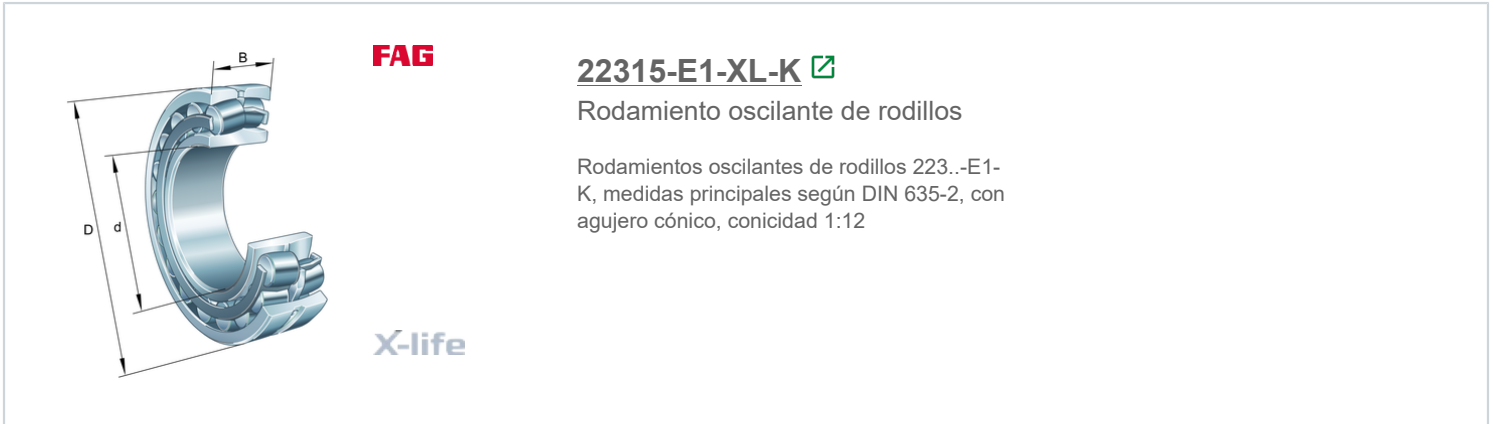 B
FAG
22315-E1-XL-K
Rodamiento oscilante de rodillos
Rodamientos oscilantes de rodillos 223..-E1-
K, medidas principales según DIN 635-2, con
agujero cónico, conicidad 1:12
D
d
X-life